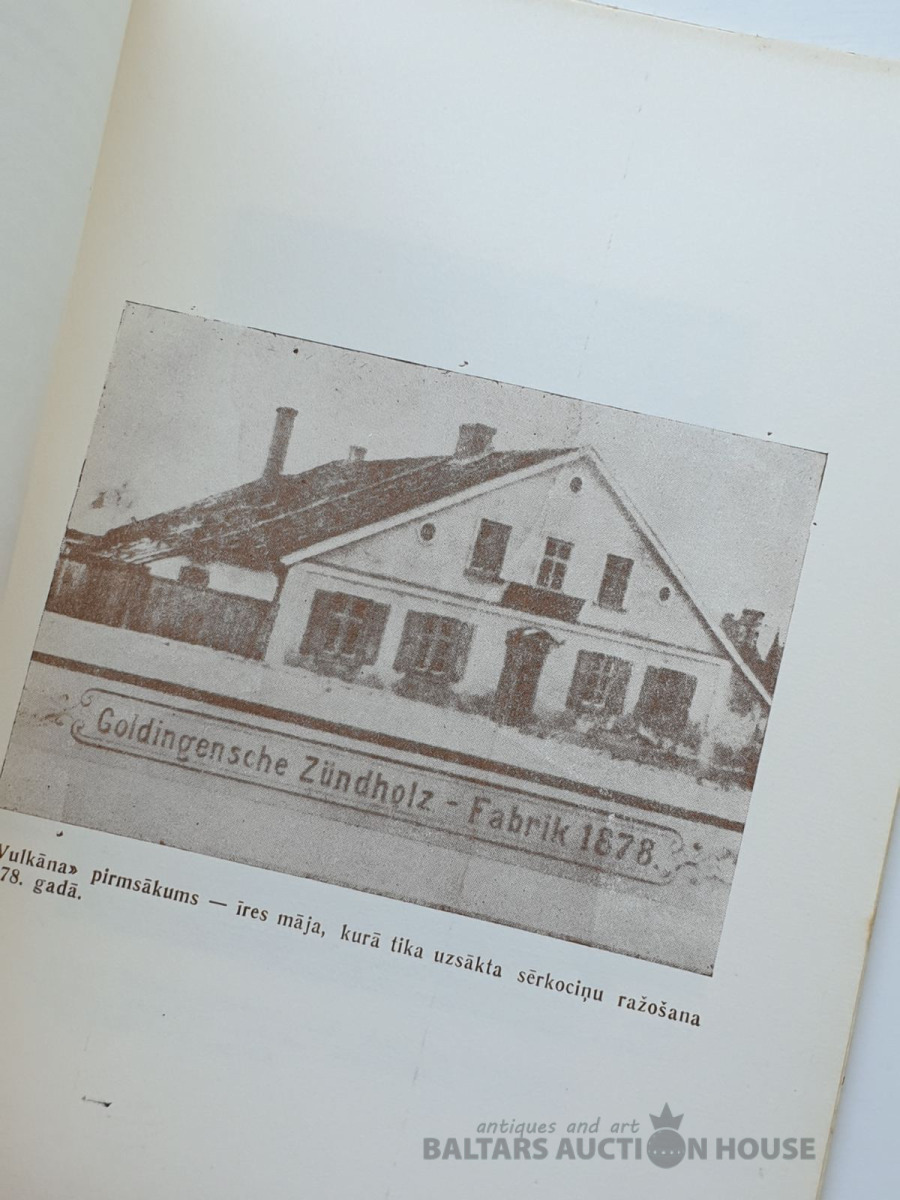 Goldingensche Zündholz - Fabrik 1878.
Vulkāna» pirmsākums — īres māja, kurā tika uzsākta sērkociņu ražošana
78. gadā.
antiques and art
BALTARS AUCTION HOUSE